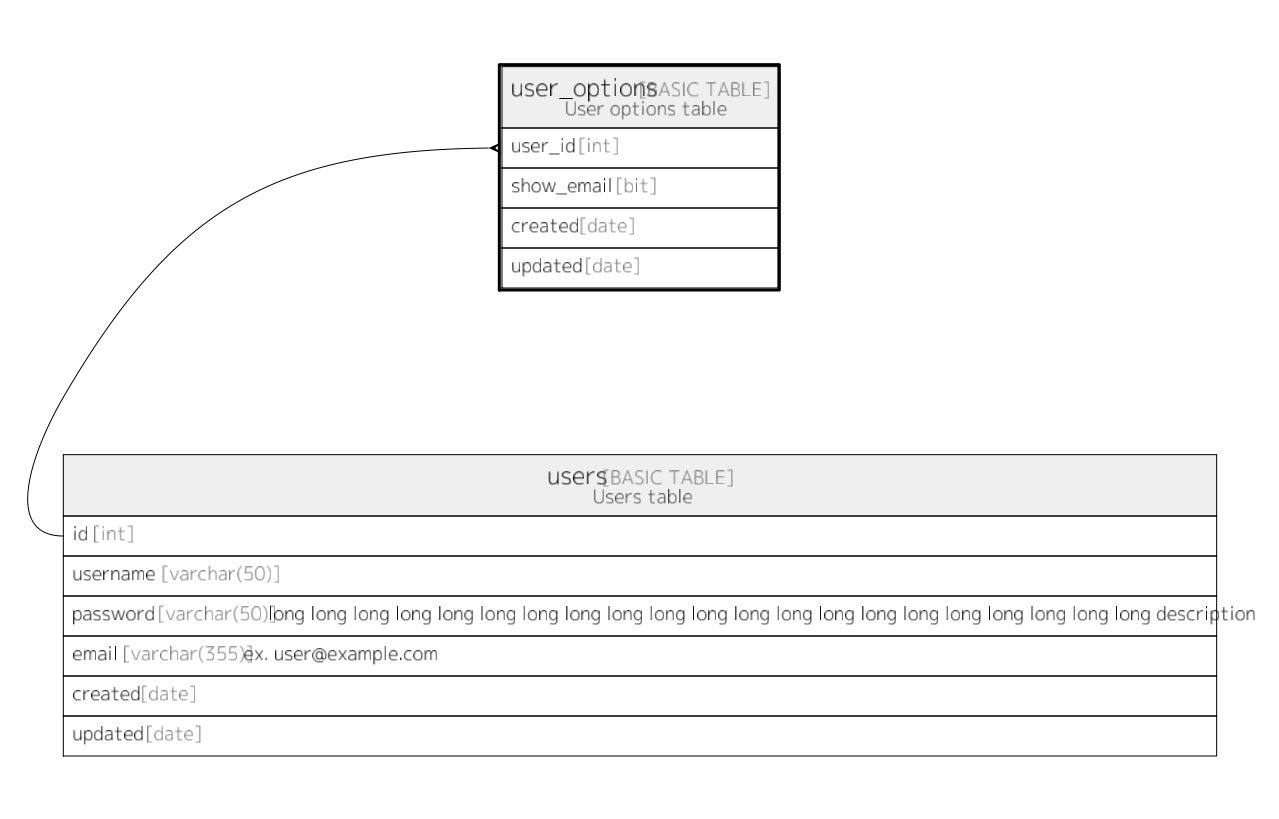 user_options [BASIC TABLE]
User options table
user_id [int]
show_email [bit]
created [date]
updated [date]
users [BASIC TABLE]
Users table
id [int]
username [varchar(50)]
password [varchar(50)] long long long long long long long long long long long long long long long long long long long long long description
email [varchar(355)] ex. user@example.com
created [date]
updated [date]